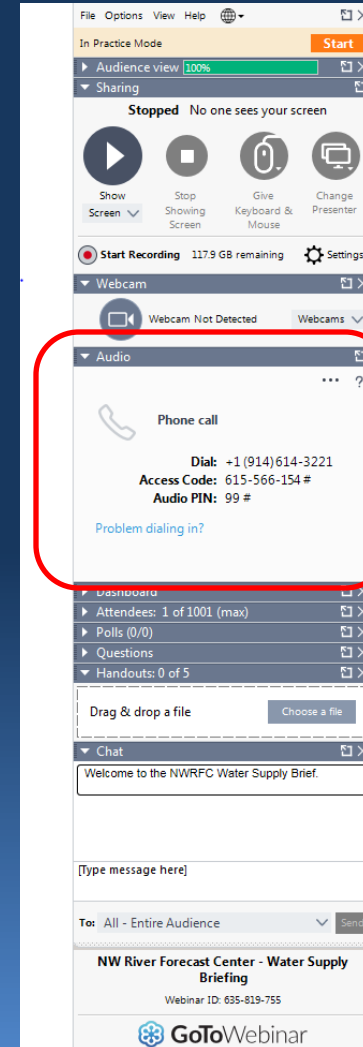 File Options View Help
In Practice Mode Start
Audience view 100%
Sharing
Stopped No one sees your screen
Show Stop Give Change
Screen Showing Keyboard & Presenter
Screen Mouse
Start Recording 117.9 GB remaining Settings
Webcam
Webcam Not Detected Webcams
Audio
... ?
Phone call
Dial: +1 (914) 614-3221
Access Code: 615-566-154 #
Audio PIN: 99 #
Problem dialing in?
Dashboard
Attendees: 1 of 1001 (max)
Polls (0/0)
Questions
Handouts: 0 of 5
Drag & drop a file Choose a file
Chat
Welcome to the NWRFC Water Supply Brief.
[Type message here]
To: All - Entire Audience Send
NW River Forecast Center - Water Supply
Briefing
Webinar ID: 635-819-755
GoToWebinar